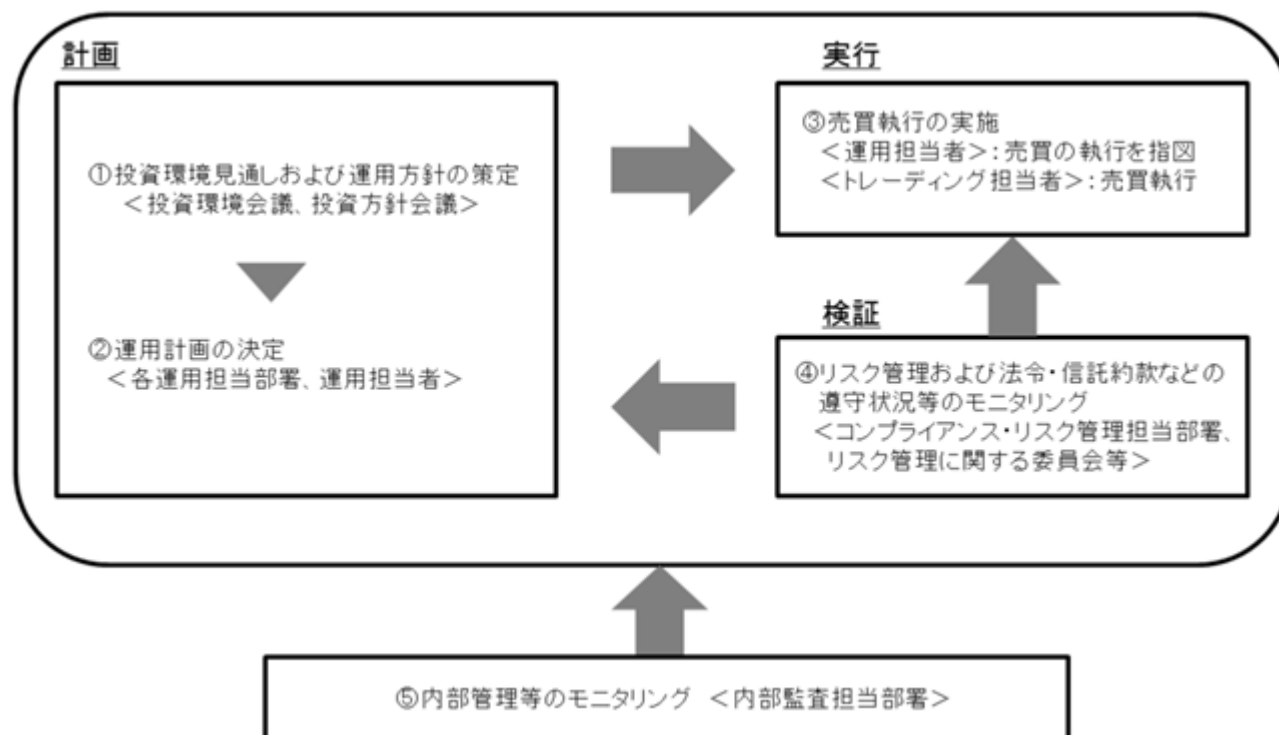 計画
①投資環境見通しおよび運用方針の策定
＜投資環境会議、投資方針会議＞
②運用計画の決定
＜各運用担当部署、運用担当者＞
実行
③売買執行の実施
＜運用担当者＞：売買の執行を指図
＜トレーディング担当者＞：売買執行
検証
④リスク管理および法令・信託約款などの
遵守状況等のモニタリング
＜コンプライアンス・リスク管理担当部署、
リスク管理に関する委員会等＞
⑤内部管理等のモニタリング ＜内部監査担当部署＞